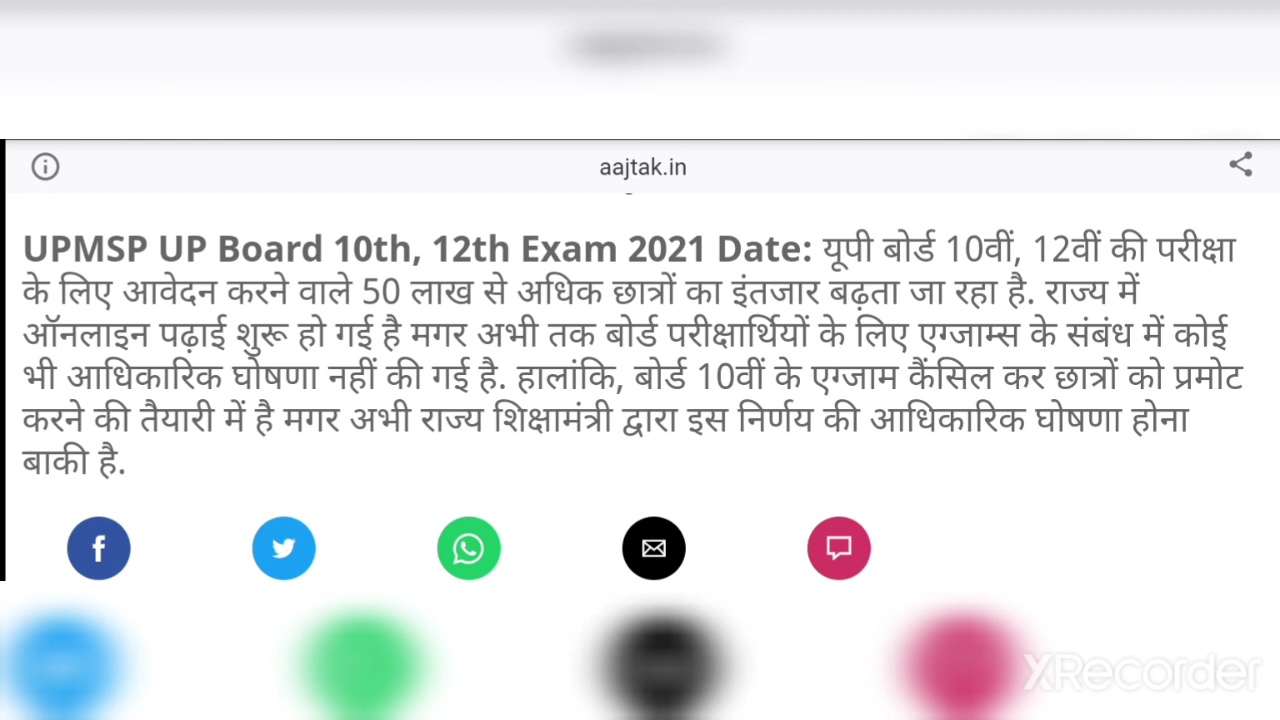 aajtak.in
UPMSP UP Board 10th, 12th Exam 2021 Date: यूपी बोर्ड 10वीं, 12वीं की परीक्षा
के लिए आवेदन करने वाले 50 लाख से अधिक छात्रों का इंतजार बढ़ता जा रहा है. राज्य में
ऑनलाइन पढ़ाई शुरू हो गई है मगर अभी तक बोर्ड परीक्षार्थियों के लिए एग्जाम्स के संबंध में कोई
भी आधिकारिक घोषणा नहीं की गई है. हालांकि, बोर्ड 10वीं के एग्जाम कैंसिल कर छात्रों को प्रमोट
करने की तैयारी में है मगर अभी राज्य शिक्षामंत्री द्वारा इस निर्णय की आधिकारिक घोषणा होना
बाकी है.
XRecorder